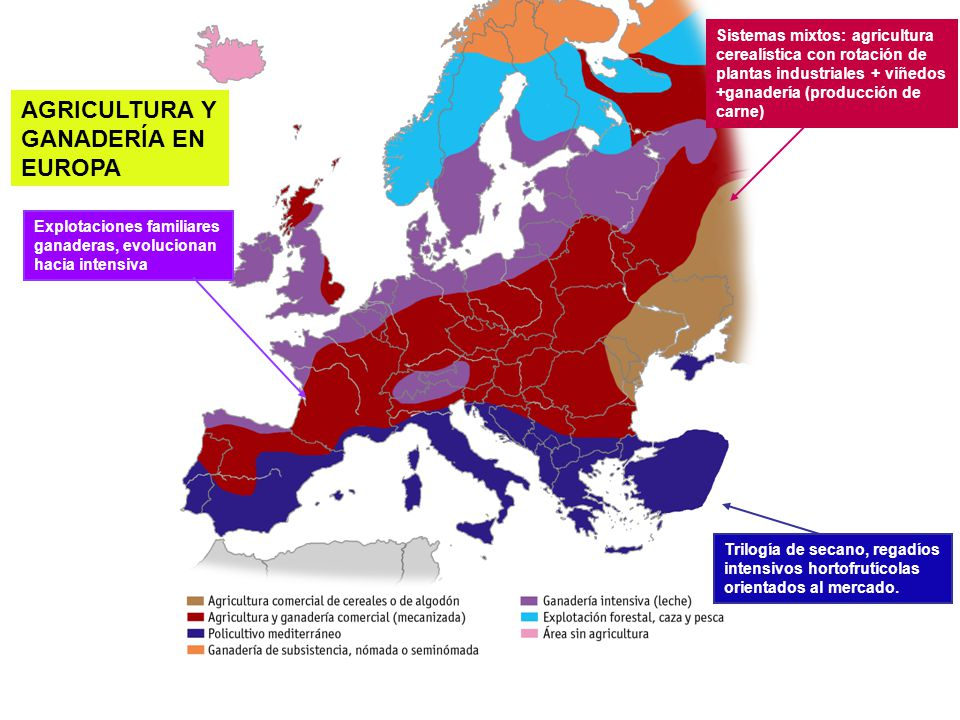 Sistemas mixtos: agricultura
cerealística con rotación de
plantas industriales + viñedos
+ganadería (producción de
carne)
AGRICULTURA Y
GANADERÍA EN
EUROPA
Explotaciones familiares
ganaderas, evolucionan
hacia intensiva
Trilogía de secano, regadíos
intensivos hortofrutícolas
orientados al mercado.
Agricultura comercial de cereales o de algodón
Agricultura y ganadería comercial (mecanizada)
Policultivo mediterráneo
Ganadería de subsistencia, nómada o seminómada
Ganadería intensiva (leche)
Explotación forestal, caza y pesca
Área sin agricultura